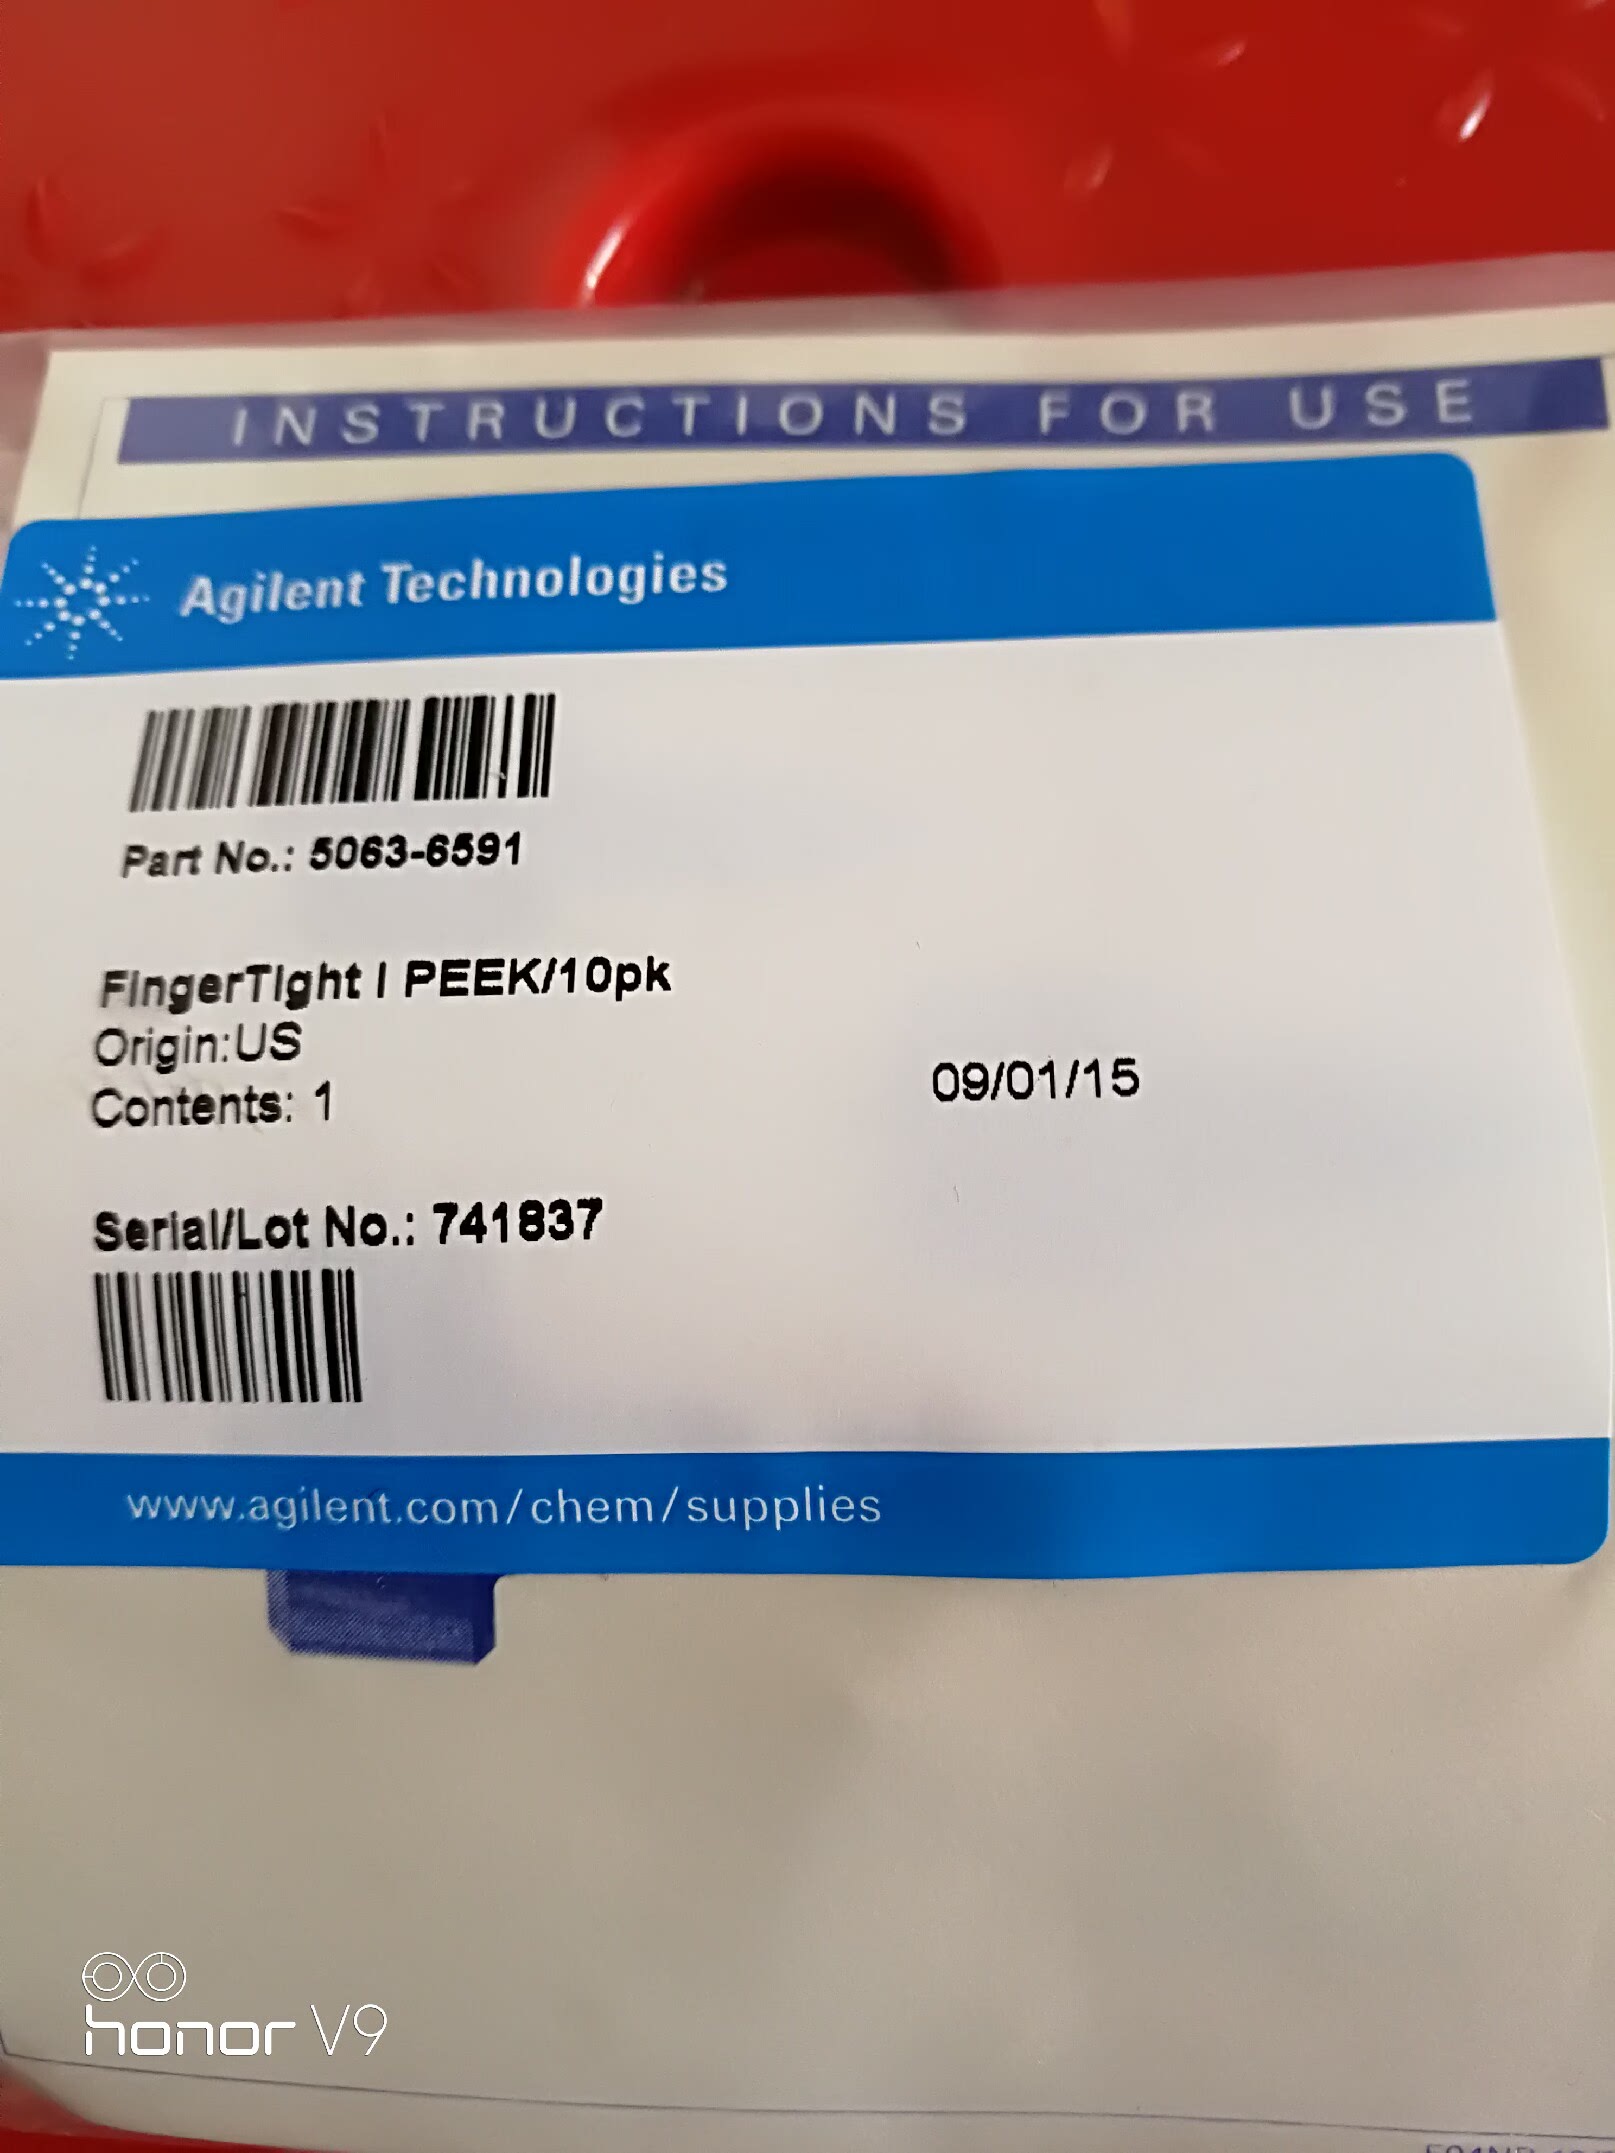 INSTRUCTIONS FOR USE
Agilent Technologies
Part No.: 5063-6591
FingerTight I PEEK/10pk
Origin:US
Contents: 1
09/01/15
Serial/Lot No.: 741837
www.agilent.com/chem/supplies
honor V9